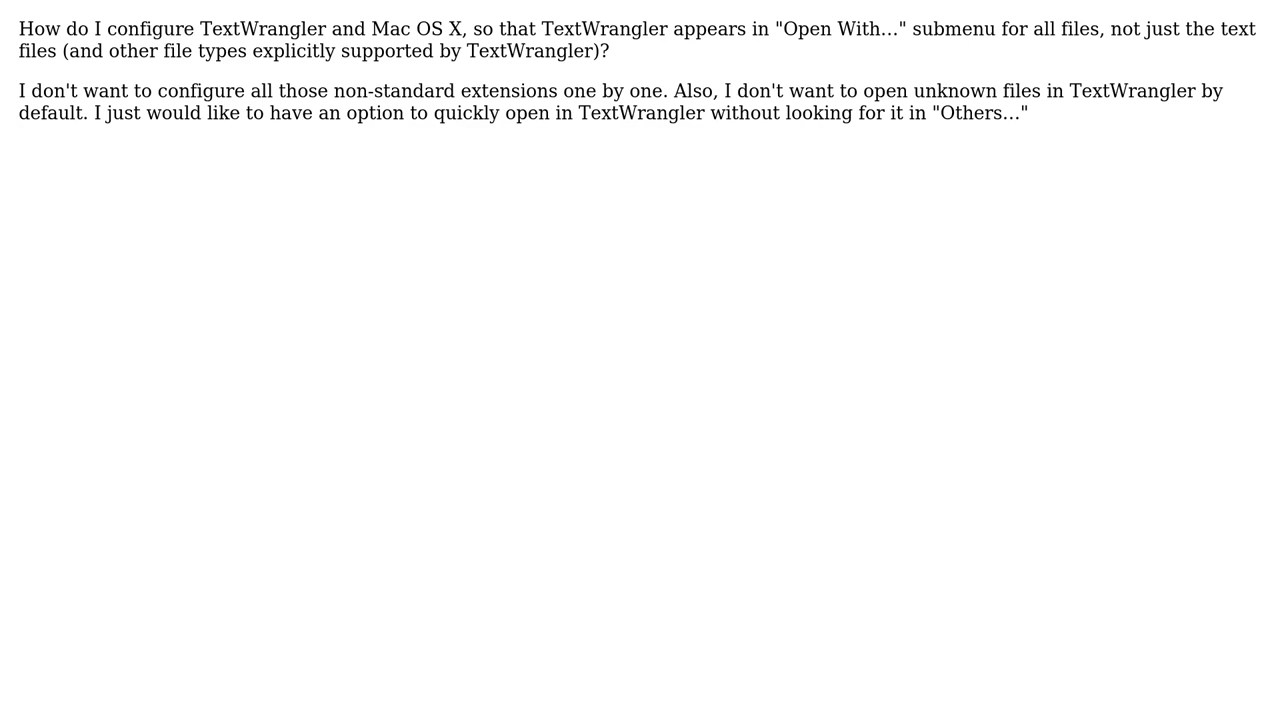 How do I configure TextWrangler and Mac OS X, so that TextWrangler appears in "Open With..." submenu for all files, not just the text
files (and other file types explicitly supported by TextWrangler)?
I don't want to configure all those non-standard extensions one by one. Also, I don't want to open unknown files in TextWrangler by
default. I just would like to have an option to quickly open in TextWrangler without looking for it in "Others..."